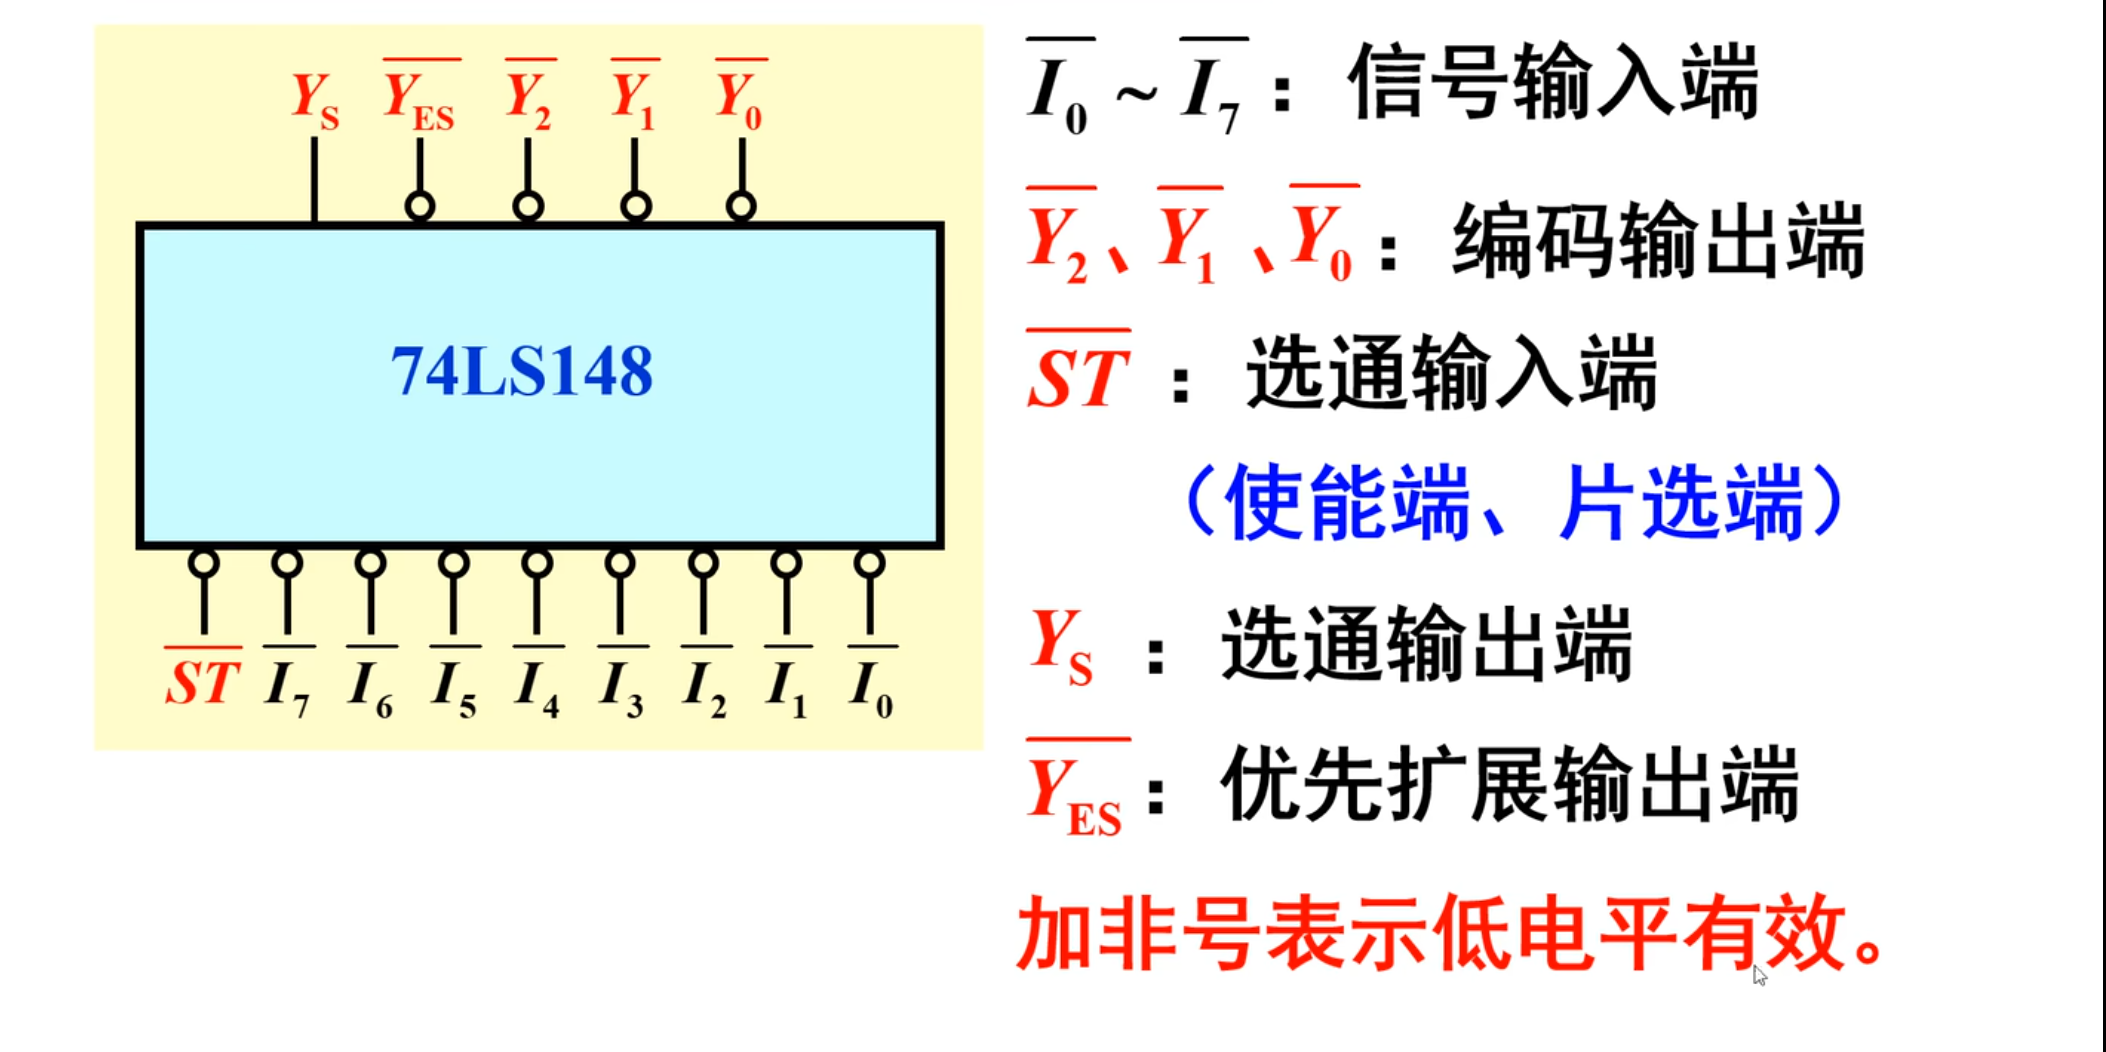 Y_S \overline{Y_{ES}} \overline{Y_2} \overline{Y_1} \overline{Y_0}
74LS148
\overline{ST} \overline{I_7} \overline{I_6} \overline{I_5} \overline{I_4} \overline{I_3} \overline{I_2} \overline{I_1} \overline{I_0}
\overline{I_0} ~ \overline{I_7}：信号输入端
\overline{Y_2}、\overline{Y_1}、\overline{Y_0}：编码输出端
\overline{ST}：选通输入端
（使能端、片选端）
Y_S：选通输出端
\overline{Y_{ES}}：优先扩展输出端
加非号表示低电平有效。